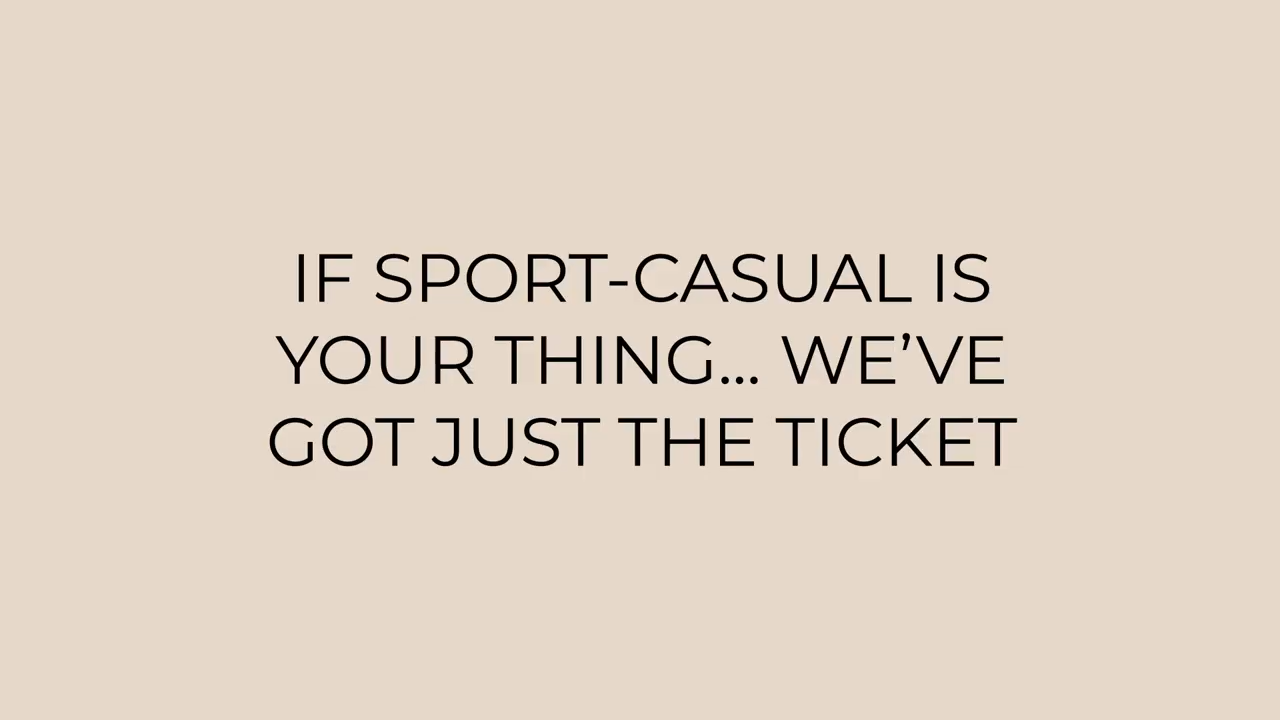 IF SPORT-CASUAL IS
YOUR THING... WE’VE
GOT JUST THE TICKET